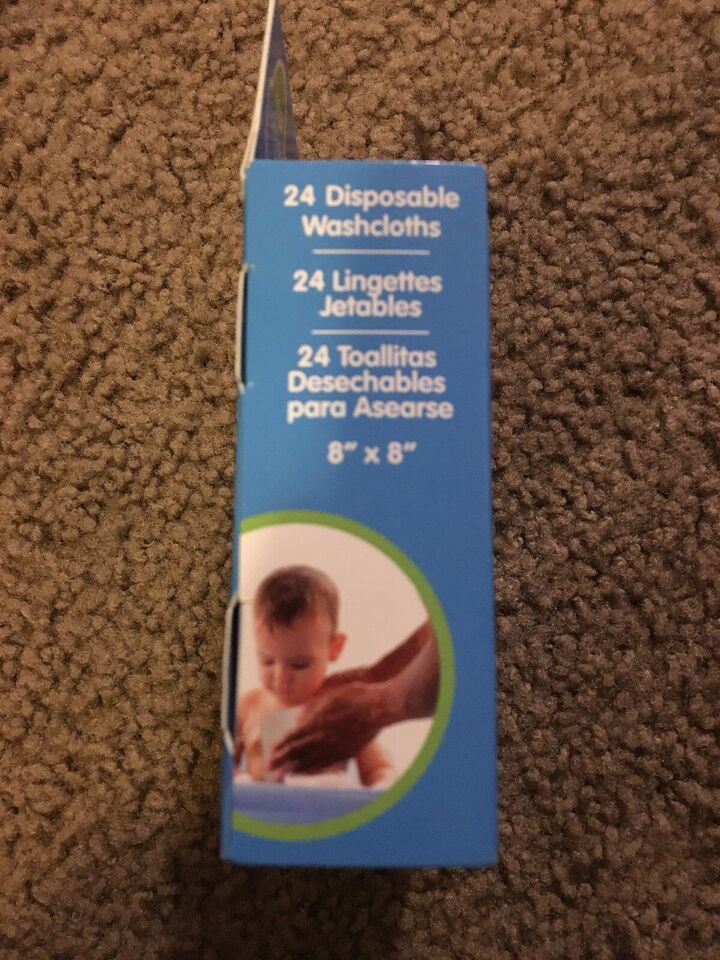 24 Disposable
Washcloths
24 Lingettes
Jetables
24 Toallitas
Desechables
para Asearse
8" x 8"